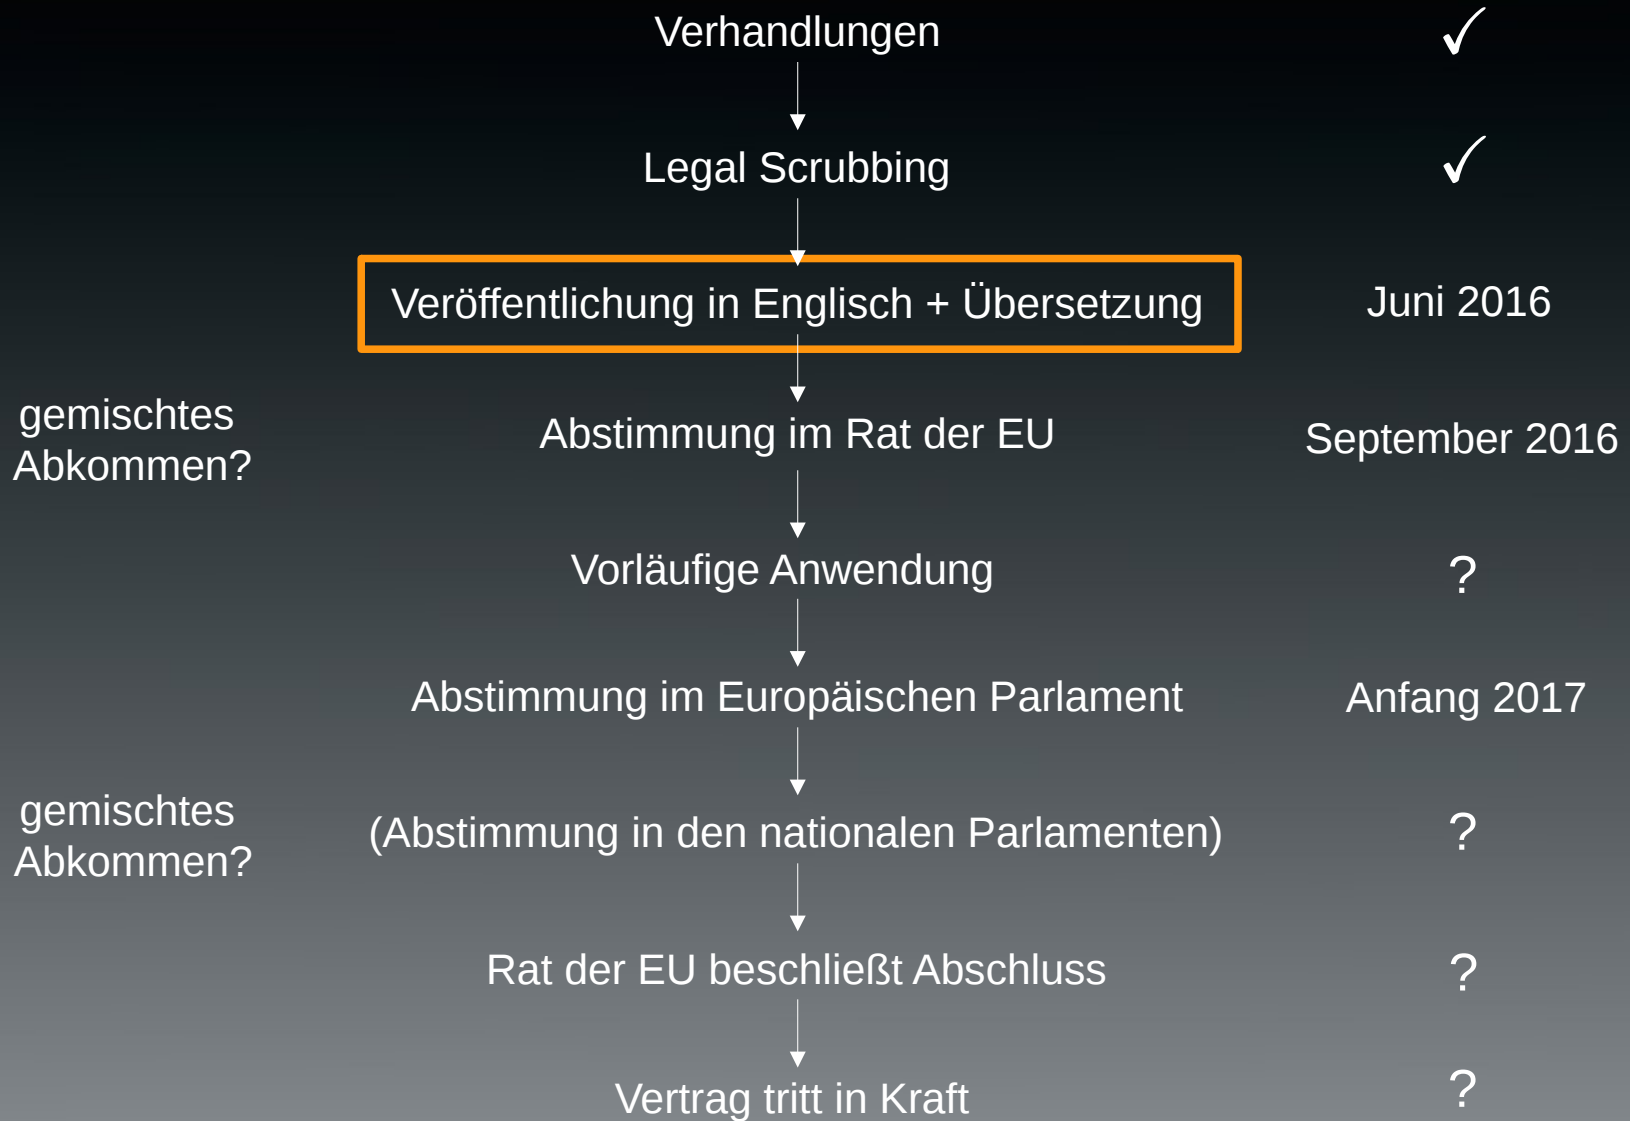 Verhandlungen ✓
Legal Scrubbing ✓
Veröffentlichung in Englisch + Übersetzung Juni 2016
gemischtes
Abkommen?
Abstimmung im Rat der EU September 2016
Vorläufige Anwendung ?
Abstimmung im Europäischen Parlament Anfang 2017
gemischtes
Abkommen?
(Abstimmung in den nationalen Parlamenten) ?
Rat der EU beschließt Abschluss ?
Vertrag tritt in Kraft ?